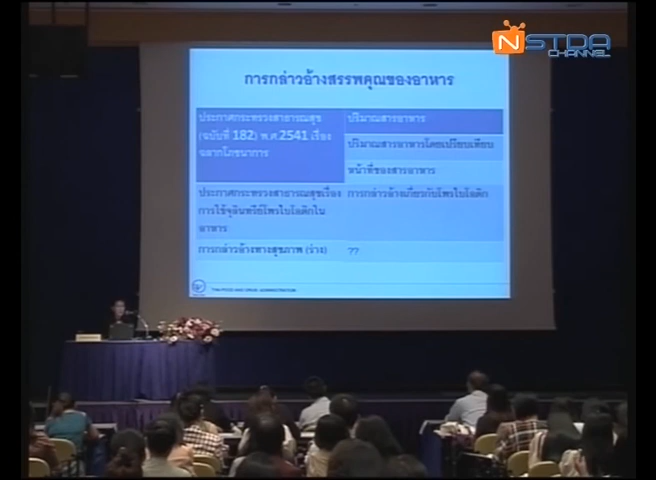 NSTDA
CHANNEL
การกล่าวอ้างสรรพคุณของอาหาร
ประกาศกระทรวงสาธารณสุข
(ฉบับที่ 182) พ.ศ.2541 เรื่อง
ฉลากโภชนาการ
ปริมาณสารอาหาร
ปริมาณสารอาหารโดยเปรียบเทียบ
หน้าที่ของสารอาหาร
ประกาศกระทรวงสาธารณสุขเรื่อง
การใช้จุลินทรีย์โพรไบโอติกใน
อาหาร
การกล่าวอ้างเกี่ยวกับโพรไบโอติก
การกล่าวอ้างทางสุขภาพ (ร่าง)
??
THAI FOOD AND DRUG ADMINISTRATION